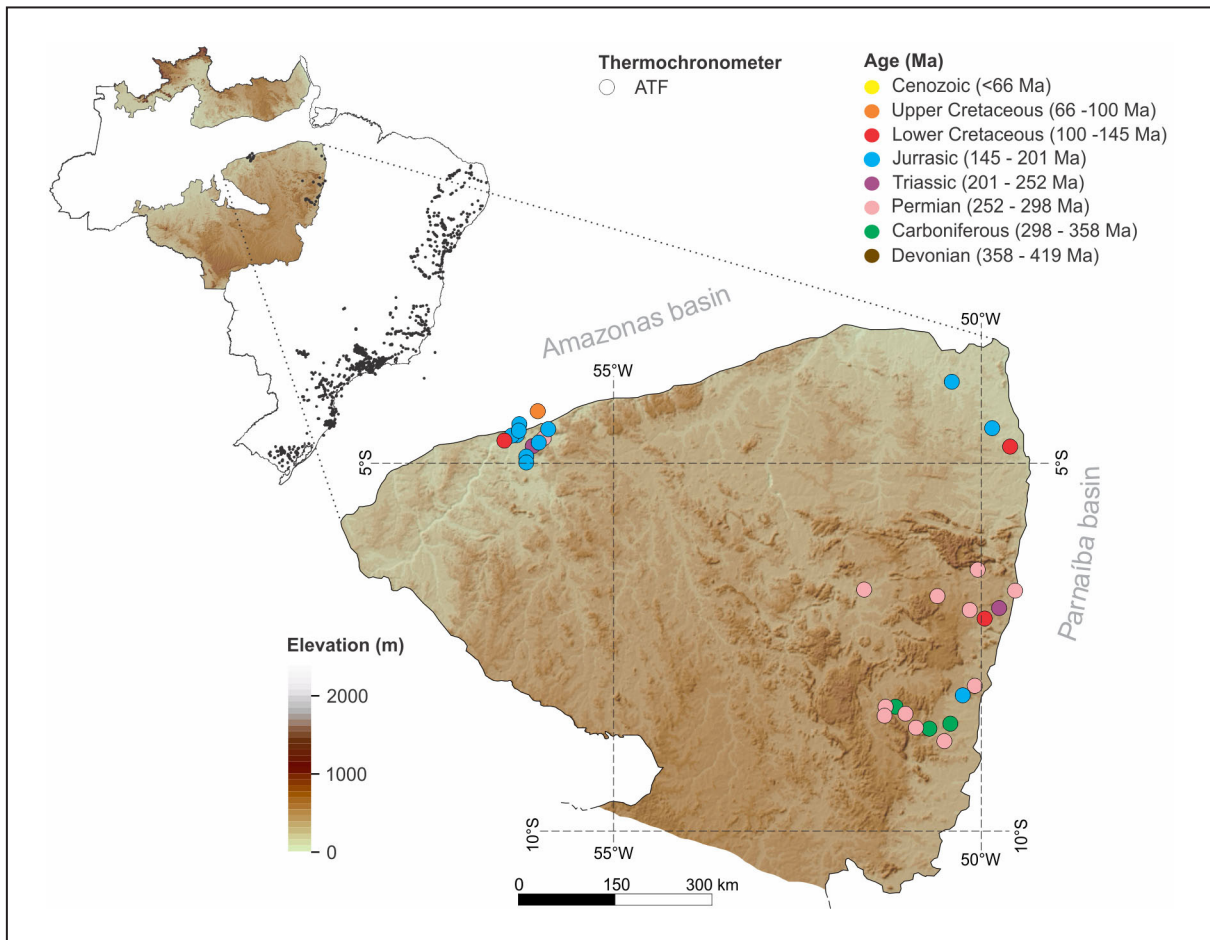 Thermochronometer
ATF
Age (Ma)
Cenozoic (<66 Ma)
Upper Cretaceous (66 -100 Ma)
Lower Cretaceous (100 -145 Ma)
Jurrasic (145 - 201 Ma)
Triassic (201 - 252 Ma)
Permian (252 - 298 Ma)
Carboniferous (298 - 358 Ma)
Devonian (358 - 419 Ma)
Amazonas basin
50°W
55°W
5°S
5°S
Parnaíba basin
Elevation (m)
2000
1000
0
10°S
55°W
50°W
10°S
0 150 300 km